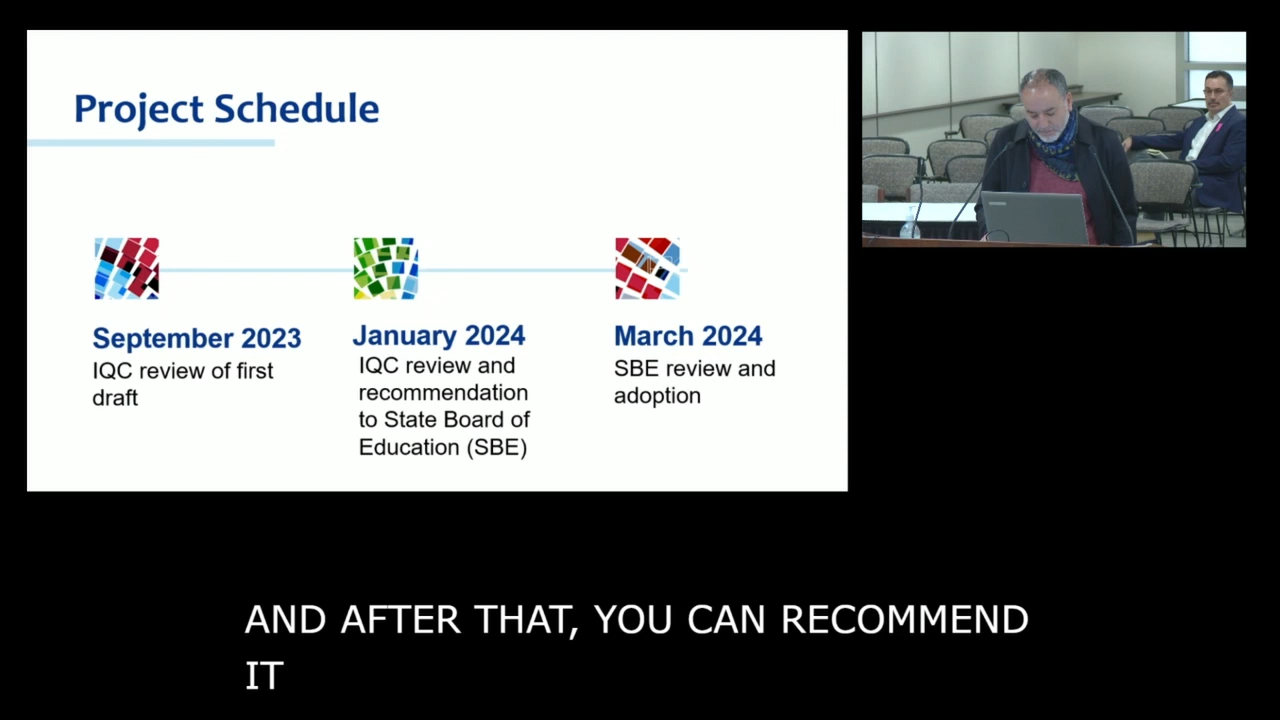 Project Schedule
September 2023
IQC review of first
draft
January 2024
IQC review and
recommendation
to State Board of
Education (SBE)
March 2024
SBE review and
adoption
AND AFTER THAT, YOU CAN RECOMMEND
IT